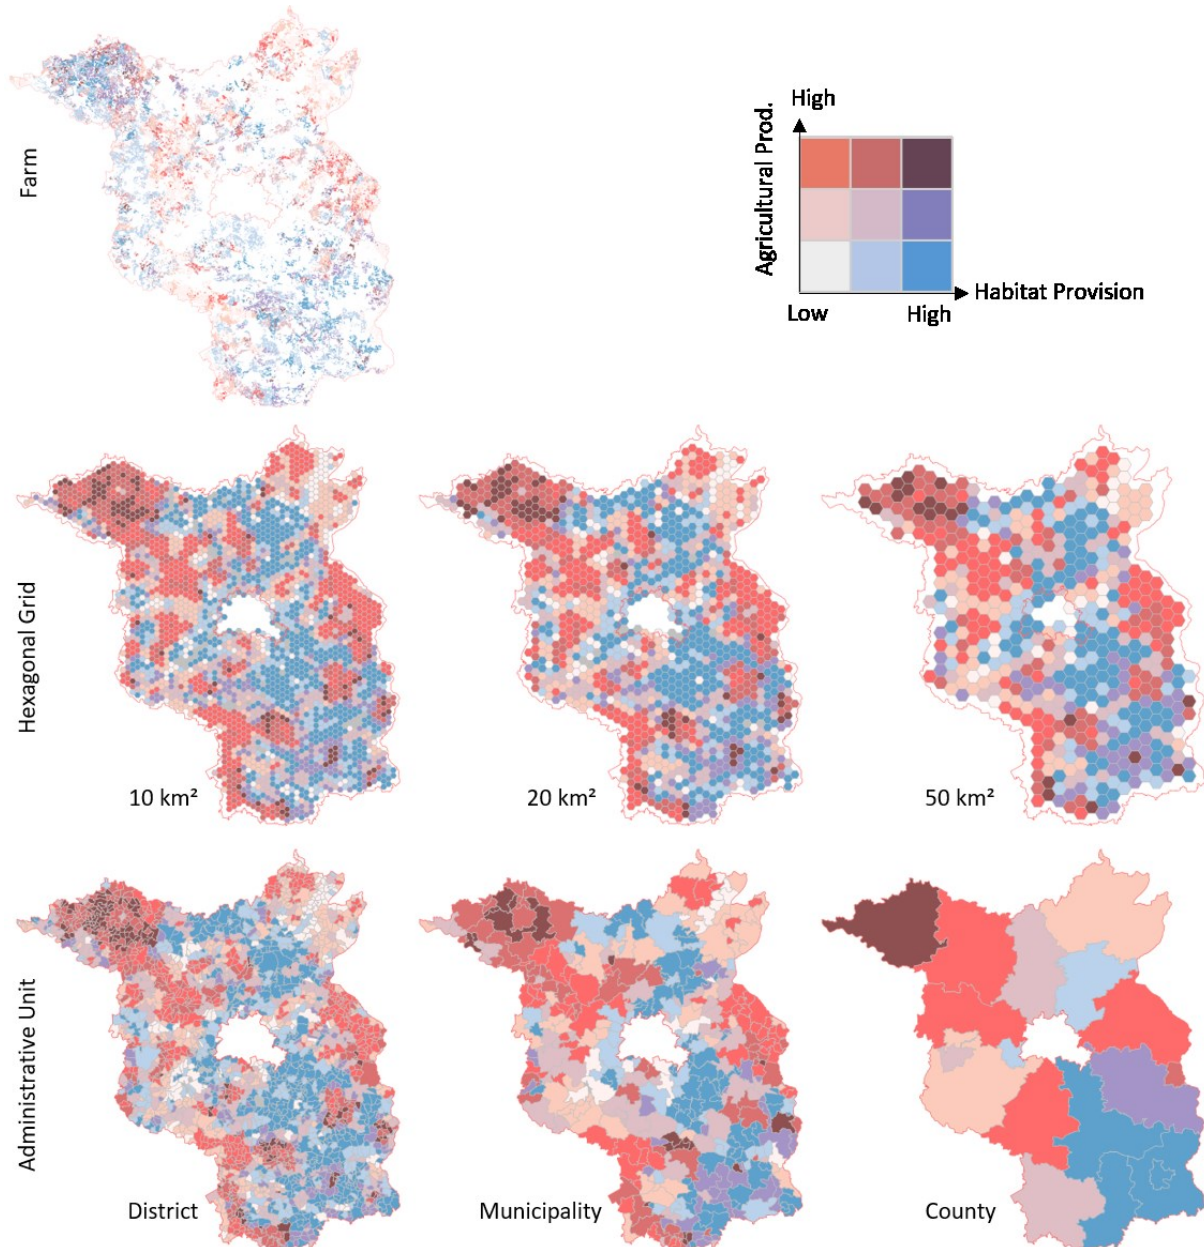 Farm
Agricultural Prod.
High
Low
High
Habitat Provision
Hexagonal Grid
10 km²
20 km²
50 km²
Administrative Unit
District
Municipality
County